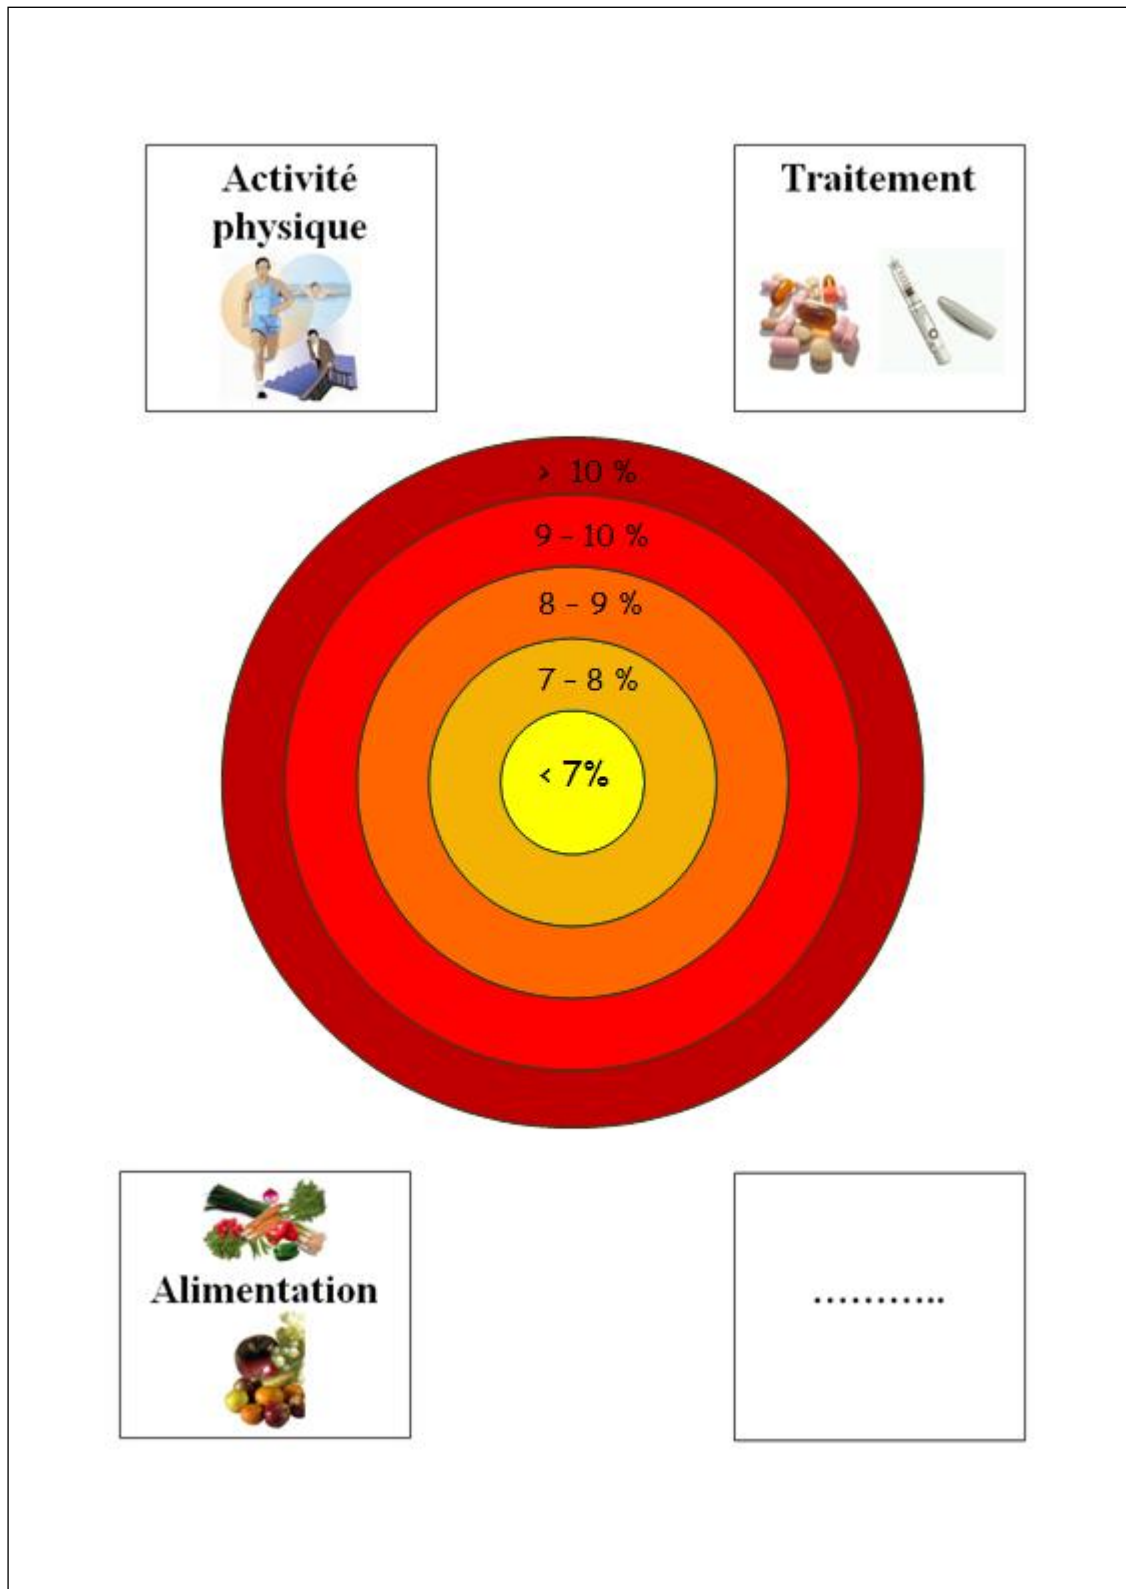 Activité
physique
Traitement
> 10 %
9 - 10 %
8 - 9 %
7 - 8 %
< 7%
Alimentation
...........